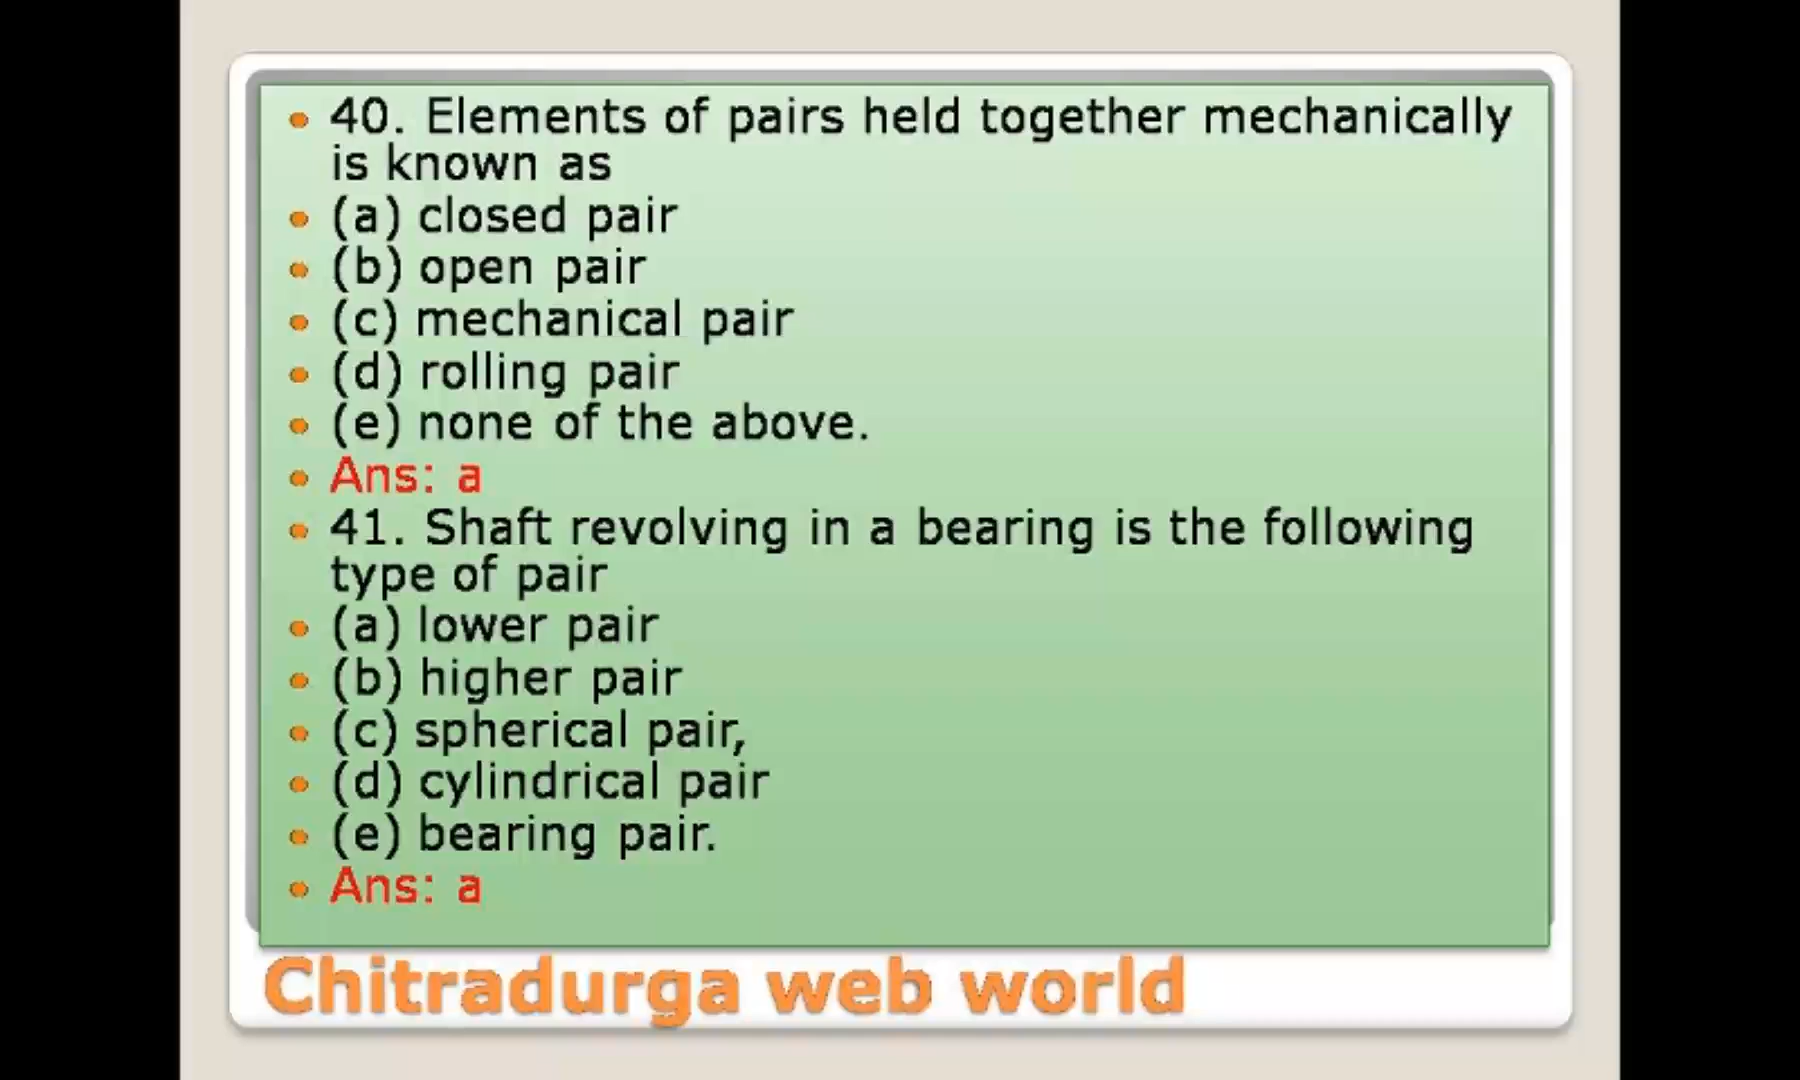 40. Elements of pairs held together mechanically
is known as
(a) closed pair
(b) open pair
(c) mechanical pair
(d) rolling pair
(e) none of the above.
Ans: a
41. Shaft revolving in a bearing is the following
type of pair
(a) lower pair
(b) higher pair
(c) spherical pair,
(d) cylindrical pair
(e) bearing pair.
Ans: a
Chitradurga web world